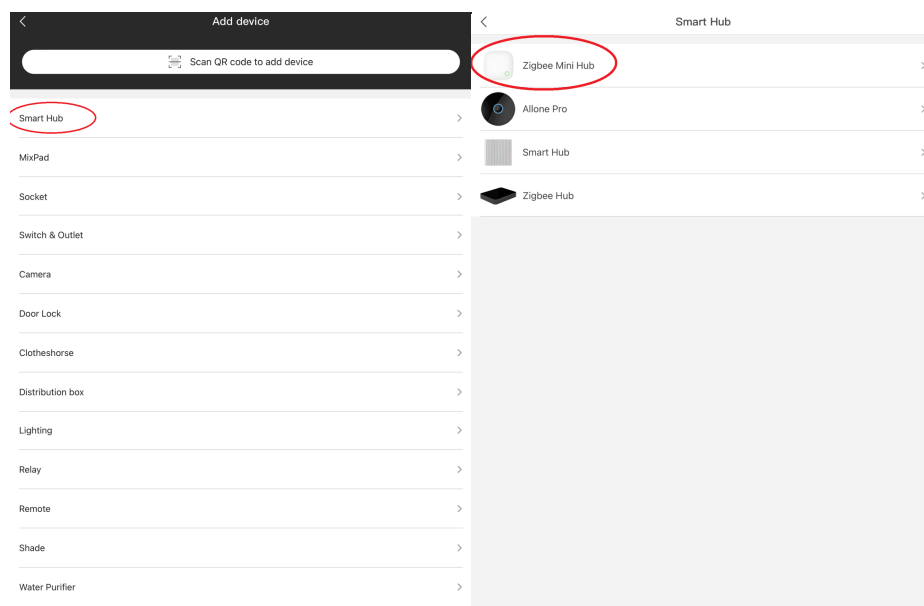 Add device
Scan QR code to add device
Smart Hub
MixPad
Socket
Switch & Outlet
Camera
Door Lock
Clotheshorse
Distribution box
Lighting
Relay
Remote
Shade
Water Purifier
Smart Hub
Zigbee Mini Hub
Allone Pro
Smart Hub
Zigbee Hub